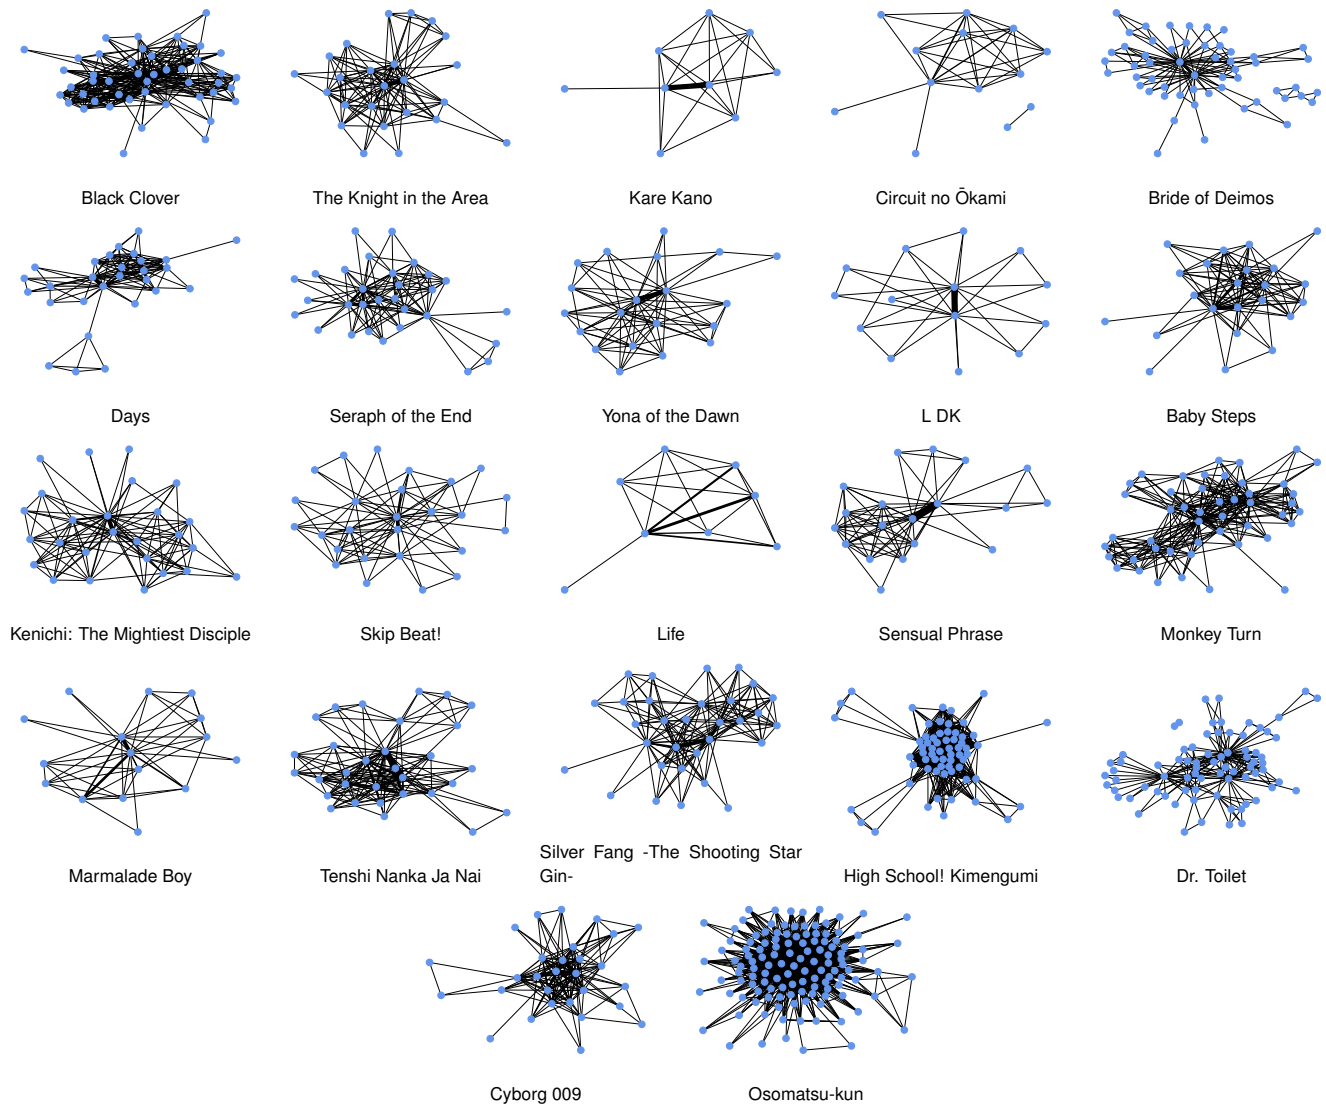 Black Clover
The Knight in the Area
Kare Kano
Circuit no Ōkami
Bride of Deimos
Days
Seraph of the End
Yona of the Dawn
L DK
Baby Steps
Kenichi: The Mightiest Disciple
Skip Beat!
Life
Sensual Phrase
Monkey Turn
Marmalade Boy
Tenshi Nanka Ja Nai
Silver Fang -The Shooting Star
Gin-
High School! Kimengumi
Dr. Toilet
Cyborg 009
Osomatsu-kun